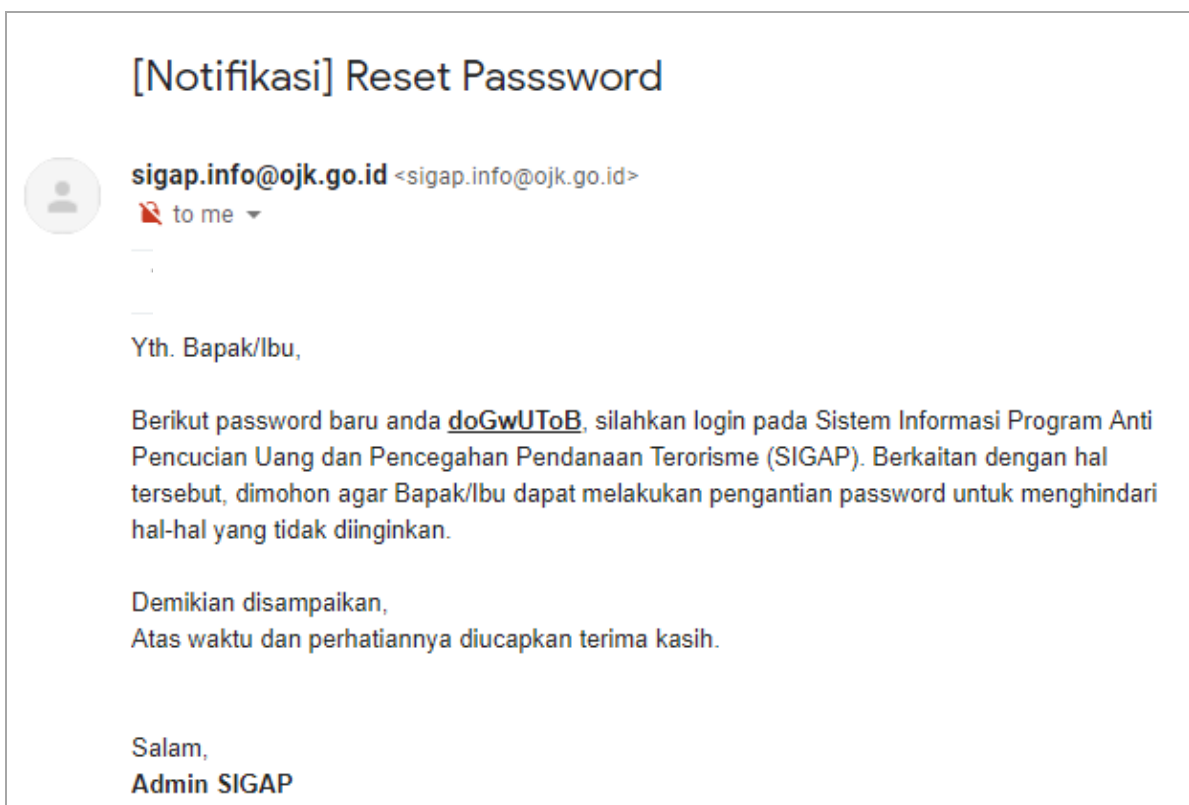 [Notifikasi] Reset Passsword
sigap.info@ojk.go.id <sigap.info@ojk.go.id>
to me
Yth. Bapak/Ibu,
Berikut password baru anda doGwUToB, silahkan login pada Sistem Informasi Program Anti
Pencucian Uang dan Pencegahan Pendanaan Terorisme (SIGAP). Berkaitan dengan hal
tersebut, dimohon agar Bapak/Ibu dapat melakukan pengantian password untuk menghindari
hal-hal yang tidak diinginkan.
Demikian disampaikan,
Atas waktu dan perhatiannya diucapkan terima kasih.
Salam,
Admin SIGAP